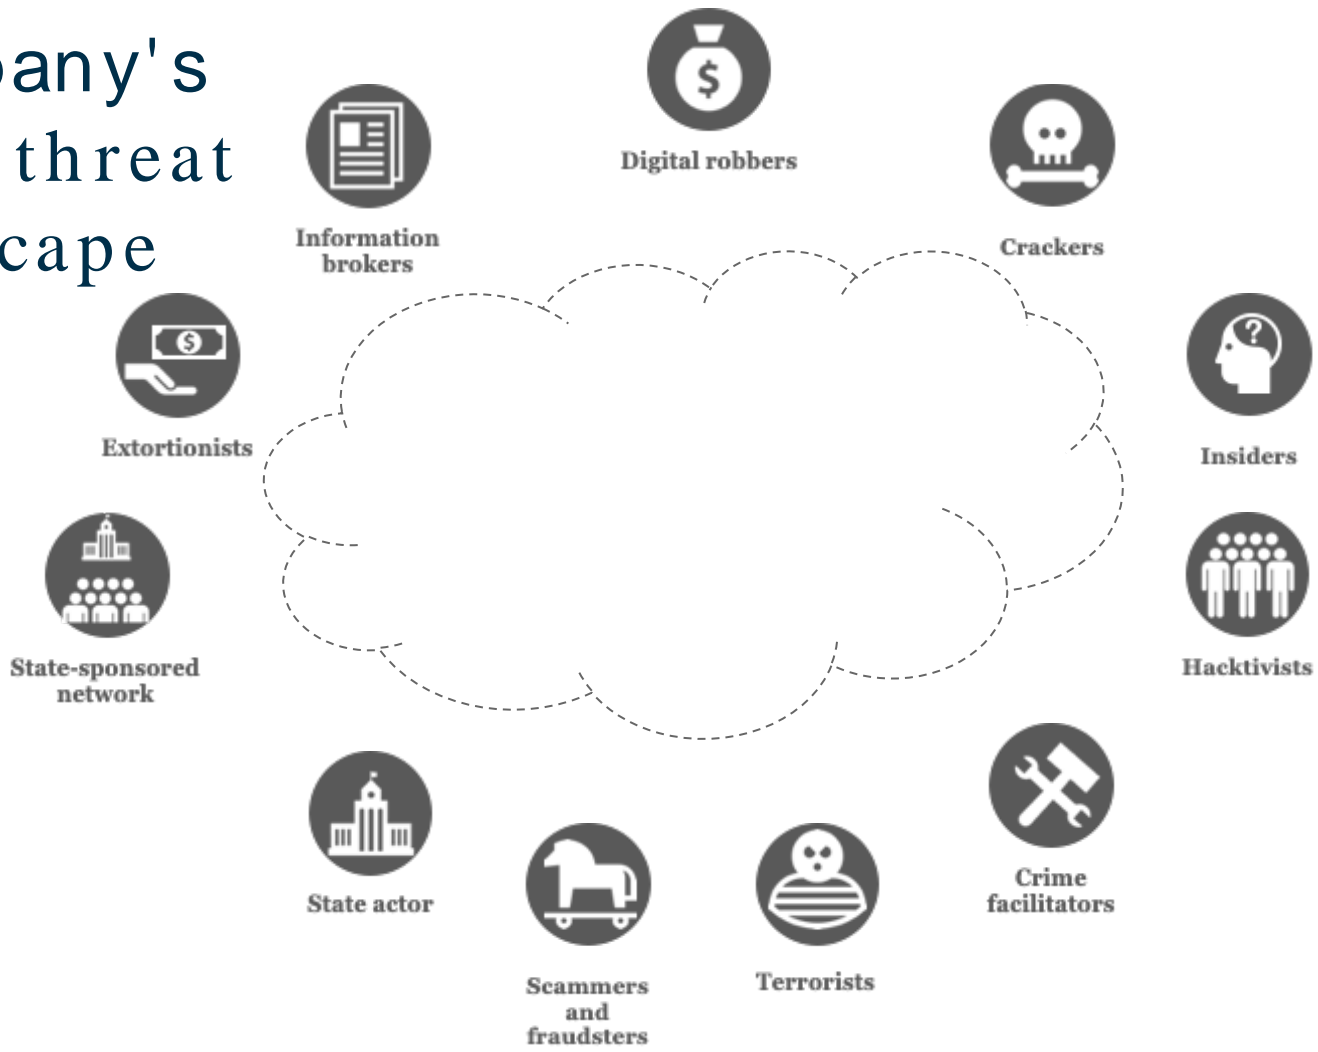 pany's
threat
cape
Digital robbers
Information
brokers
Crackers
Extortionists
Insiders
State-sponsored
network
Hacktivists
State actor
Crime
facilitators
Scammers
and
fraudsters
Terrorists